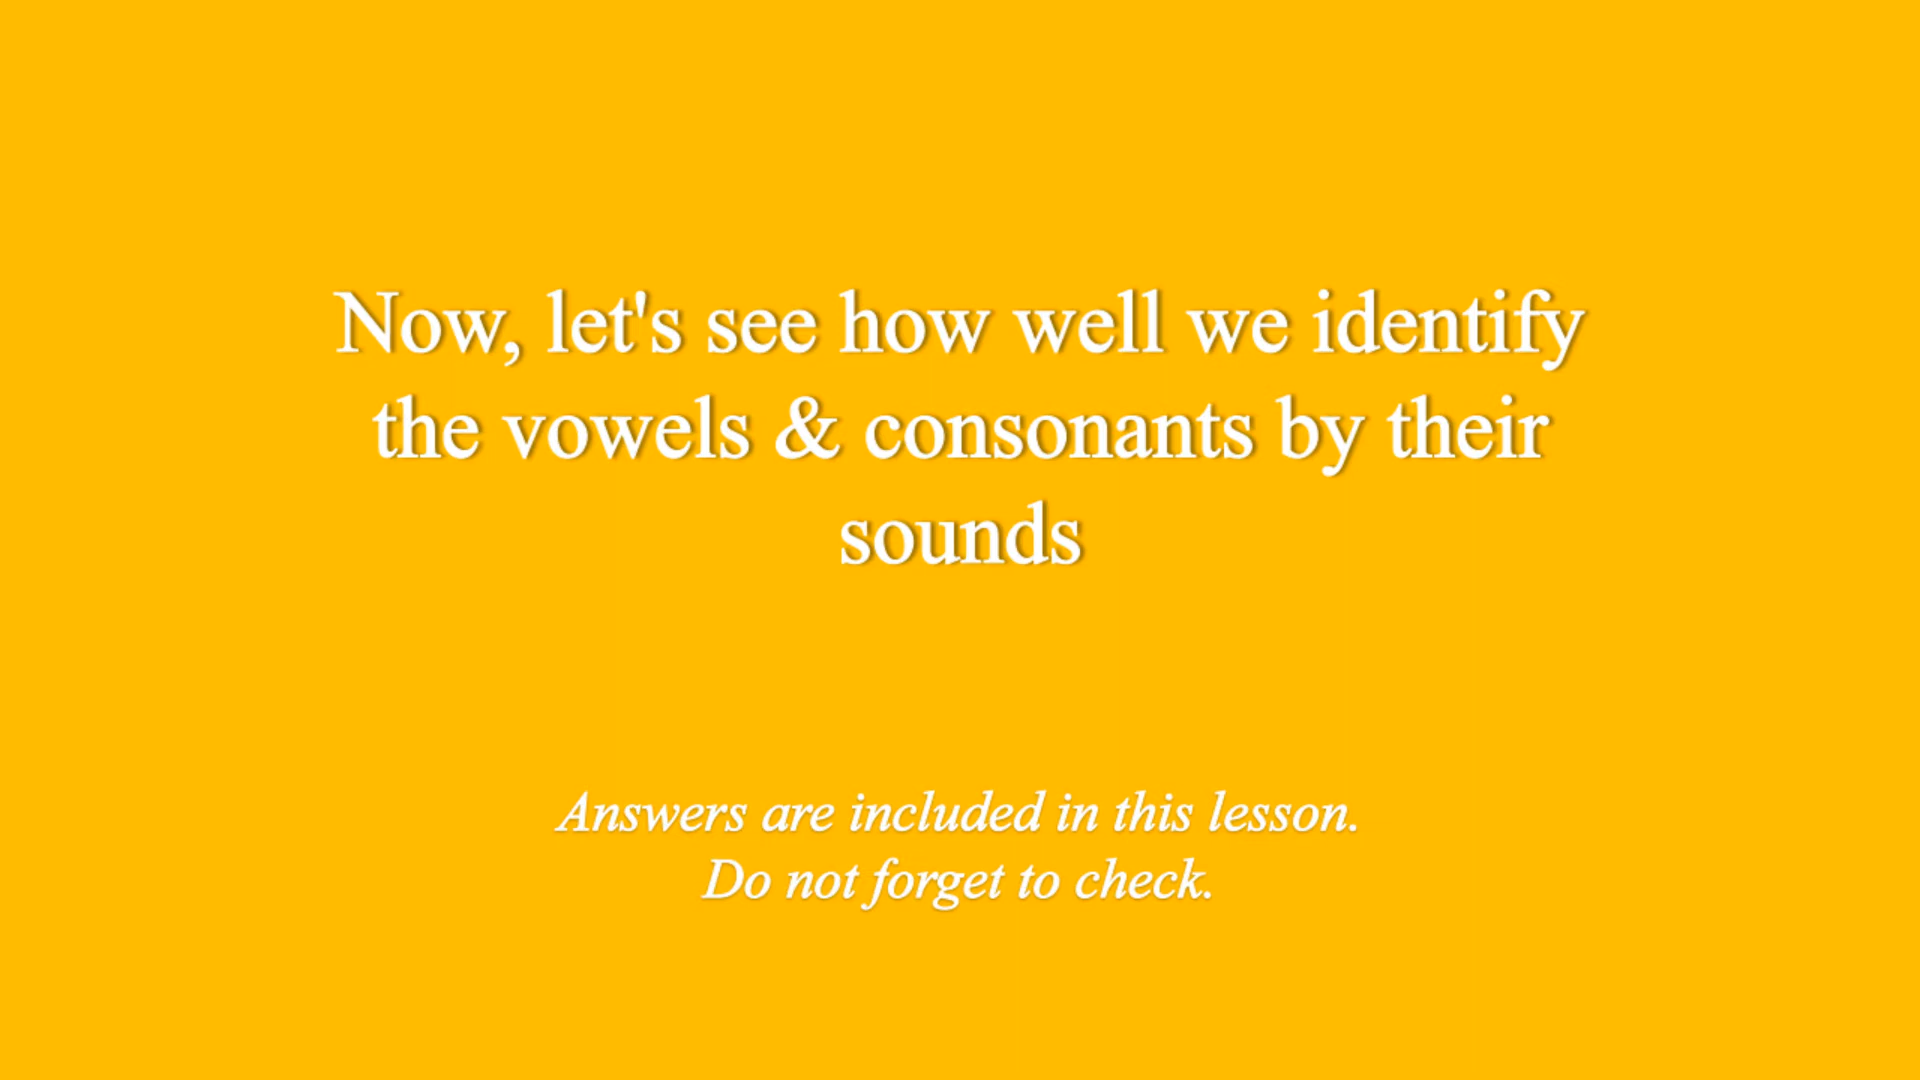 Now, let's see how well we identify
the vowels & consonants by their
sounds
Answers are included in this lesson.
Do not forget to check.